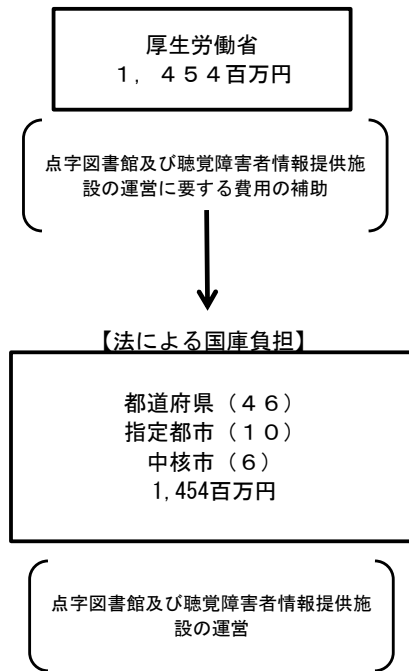 厚生労働省
１，４５４百万円
点字図書館及び聴覚障害者情報提供施
設の運営に要する費用の補助
【法による国庫負担】
都道府県（４６）
指定都市（１０）
中核市（６）
1,454百万円
点字図書館及び聴覚障害者情報提供施
設の運営